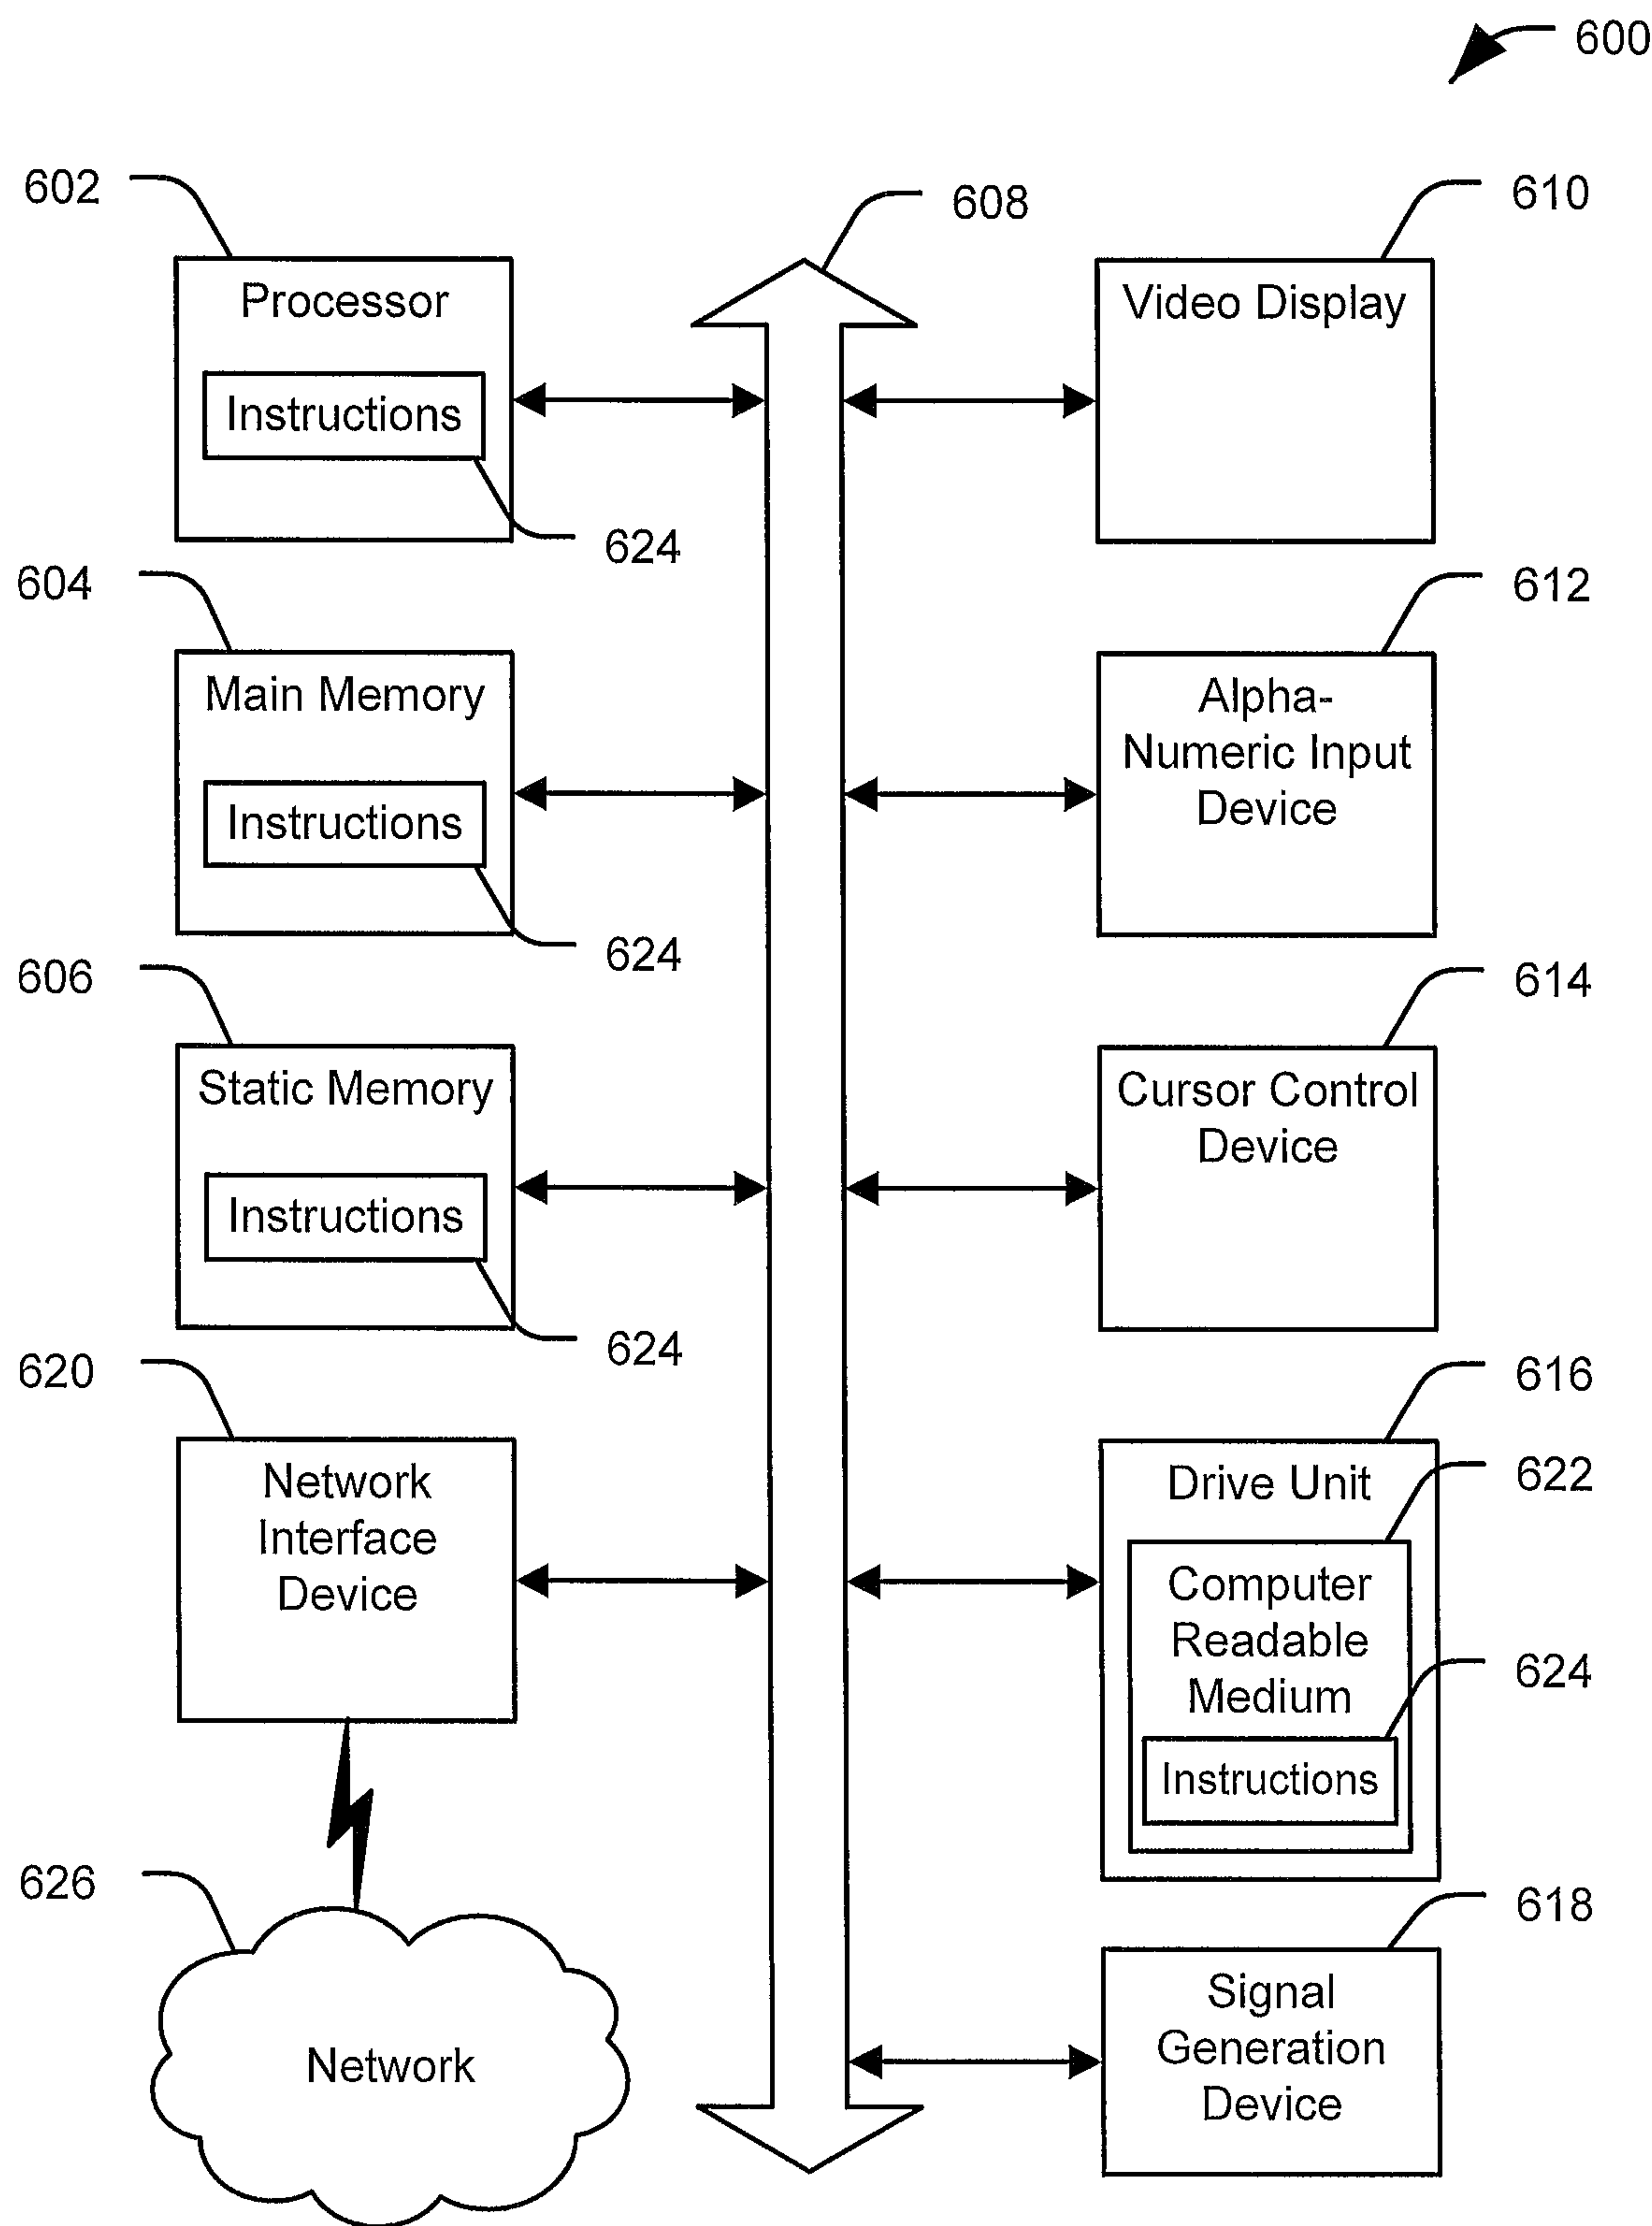 600
602
608
610
Processor
Instructions
624
Video Display
604
612
Main Memory
Instructions
624
Alpha-
Numeric Input
Device
606
614
Static Memory
Instructions
624
Cursor Control
Device
620
616
Network
Interface
Device
Drive Unit
622
Computer
Readable
Medium
624
Instructions
626
618
Network
Signal
Generation
Device